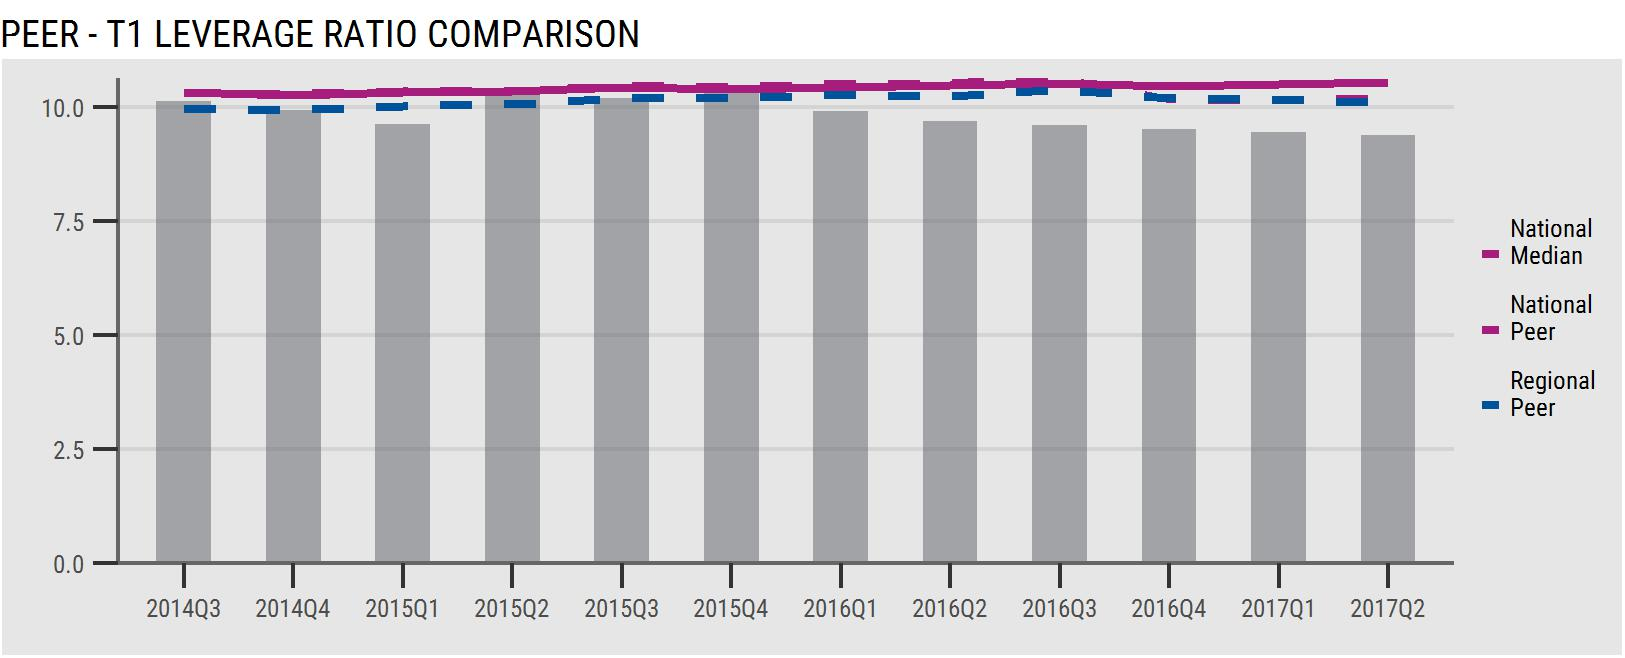 PEER - T1 LEVERAGE RATIO COMPARISON
10.0
7.5
5.0
2.5
0.0
2014Q3 2014Q4 2015Q1 2015Q2 2015Q3 2015Q4 2016Q1 2016Q2 2016Q3 2016Q4 2017Q1 2017Q2
National
Median
National
Peer
Regional
Peer